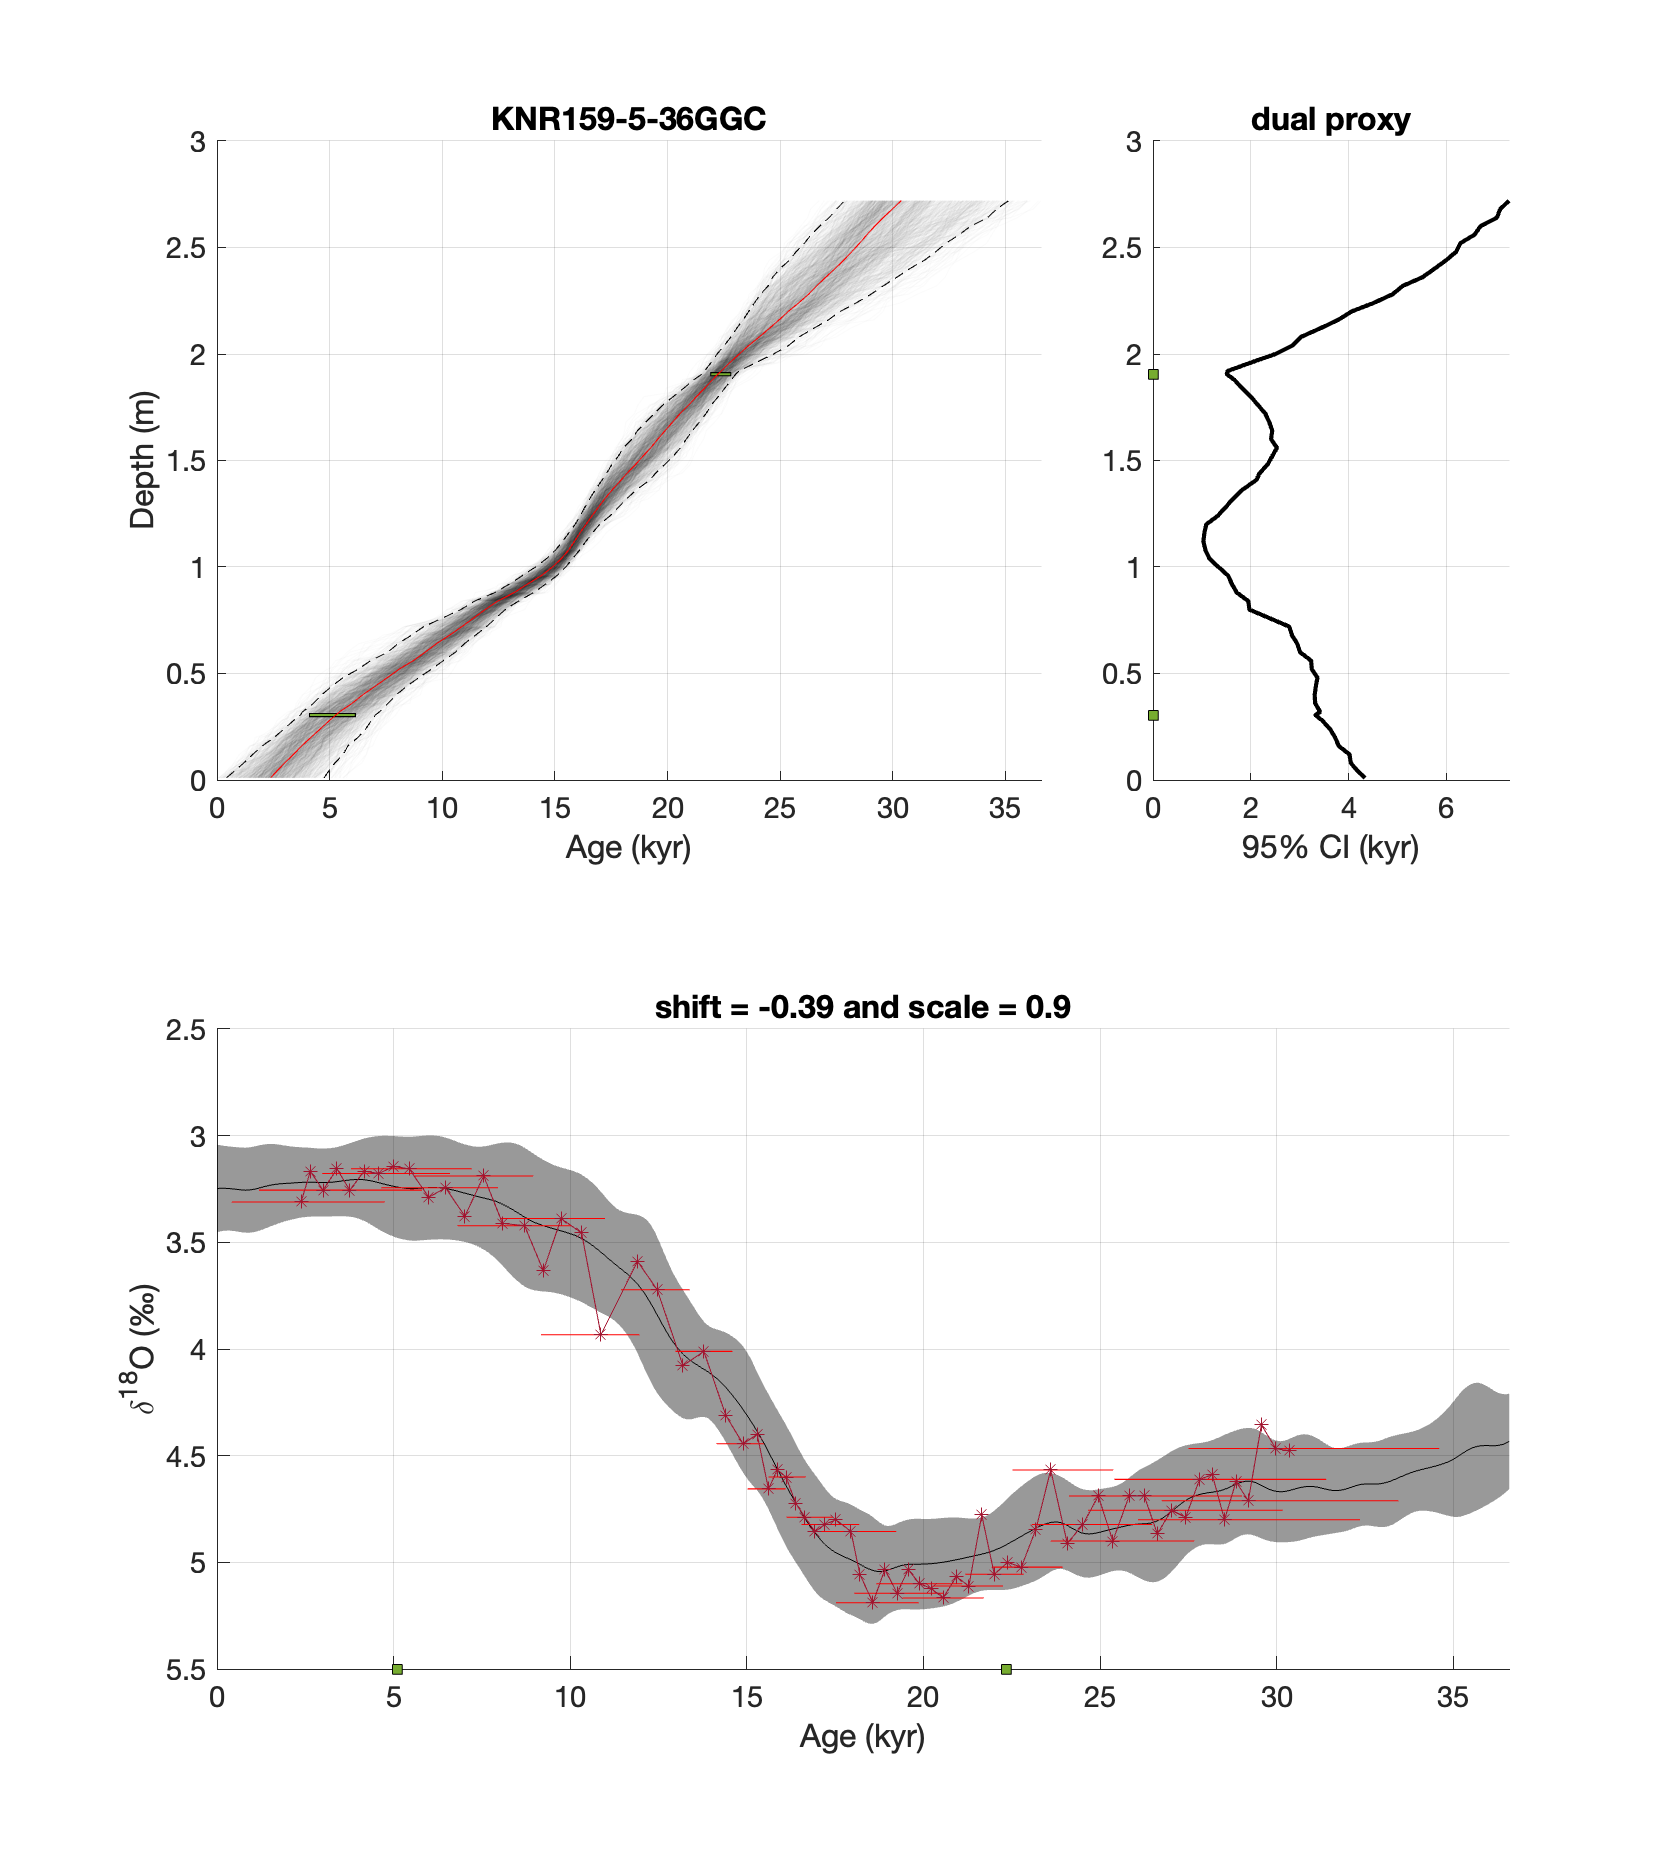 KNR159-5-36GGC
dual proxy
3
2.5
2
1.5
1
0.5
0
Depth (m)
0 5 10 15 20 25 30 35
Age (kyr)
3
2.5
2
1.5
1
0.5
0
0 2 4 6
95% CI (kyr)
shift = -0.39 and scale = 0.9
2.5
3
3.5
4
4.5
5
5.5
δ¹⁸O (‰)
0 5 10 15 20 25 30 35
Age (kyr)